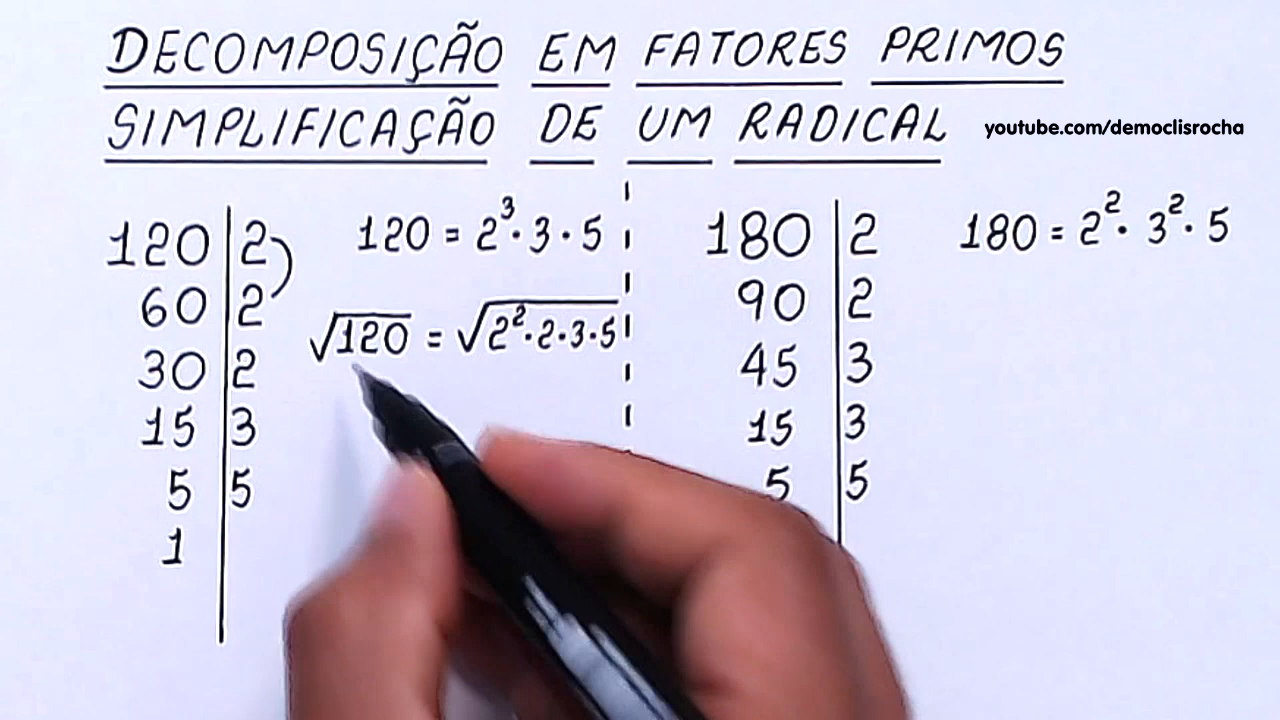 DECOMPOSIÇÃO EM FATORES PRIMOS
SIMPLIFICAÇÃO DE UM RADICAL
youtube.com/democlisrocha
120 | 2
60 | 2
30 | 2
15 | 3
5 | 5
1
120 = 2³ · 3 · 5
√120 = √2² · 2 · 3 · 5
180 | 2
90 | 2
45 | 3
15 | 3
5 | 5
180 = 2² · 3² · 5